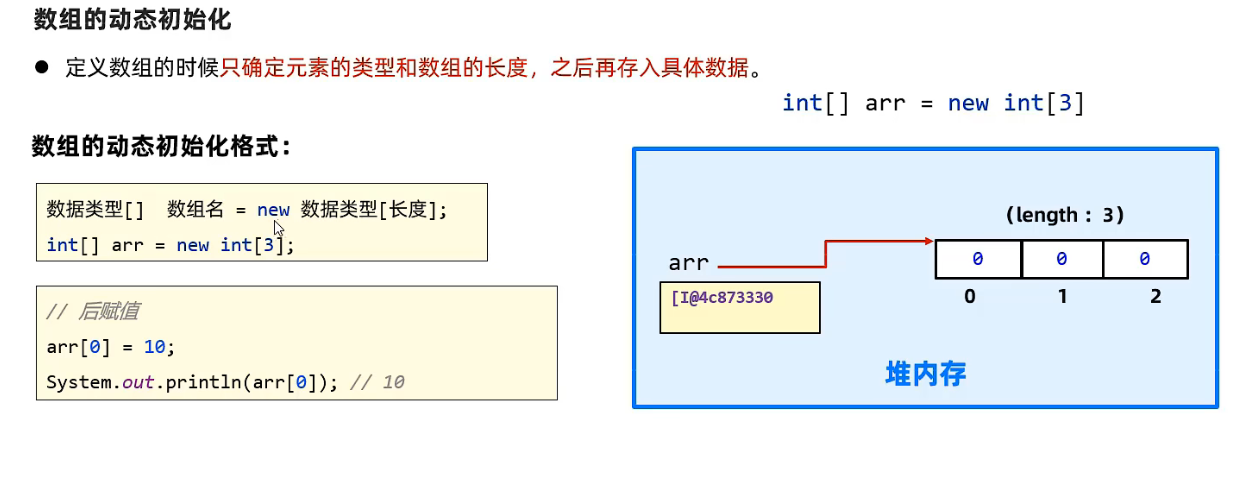 数组的动态初始化
● 定义数组的时候只确定元素的类型和数组的长度，之后再存入具体数据。
int[] arr = new int[3]
数组的动态初始化格式：
数据类型[] 数组名 = new 数据类型[长度];
int[] arr = new int[3];
// 后赋值
arr[0] = 10;
System.out.println(arr[0]); // 10
（length：3）
arr
0 0 0
[I@4c873330
0 1 2
堆内存